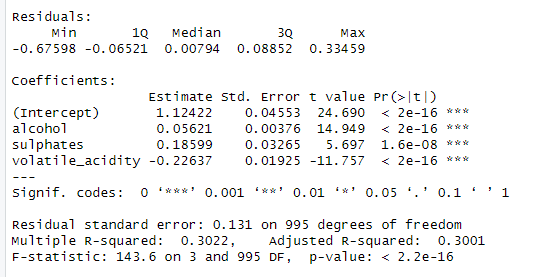 Residuals:
Min 1Q Median 3Q Max
-0.67598 -0.06521 0.00794 0.08852 0.33459
Coefficients:
Estimate Std. Error t value Pr(>|t|)
(Intercept) 1.12422 0.04553 24.690 < 2e-16 ***
alcohol 0.05621 0.00376 14.949 < 2e-16 ***
sulphates 0.18599 0.03265 5.697 1.6e-08 ***
volatile_acidity -0.22637 0.01925 -11.757 < 2e-16 ***
---
Signif. codes: 0 ‘***’ 0.001 ‘**’ 0.01 ‘*’ 0.05 ‘.’ 0.1 ‘ ’ 1
Residual standard error: 0.131 on 995 degrees of freedom
Multiple R-squared: 0.3022, Adjusted R-squared: 0.3001
F-statistic: 143.6 on 3 and 995 DF, p-value: < 2.2e-16